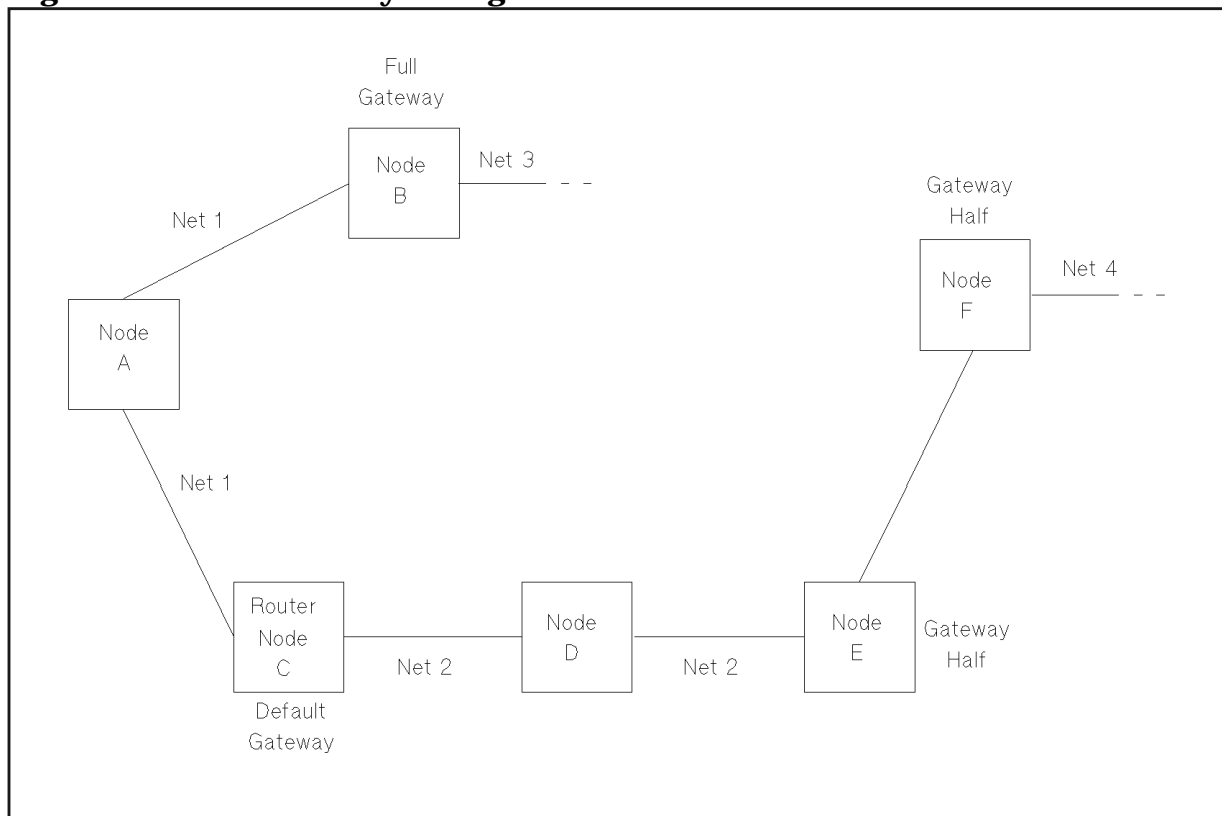 Full
Gateway
Node
B
Net 3
Net 1
Gateway
Half
Node
F
Net 4
Node
A
Net 1
Router
Node
C
Default
Gateway
Net 2
Node
D
Net 2
Node
E
Gateway
Half